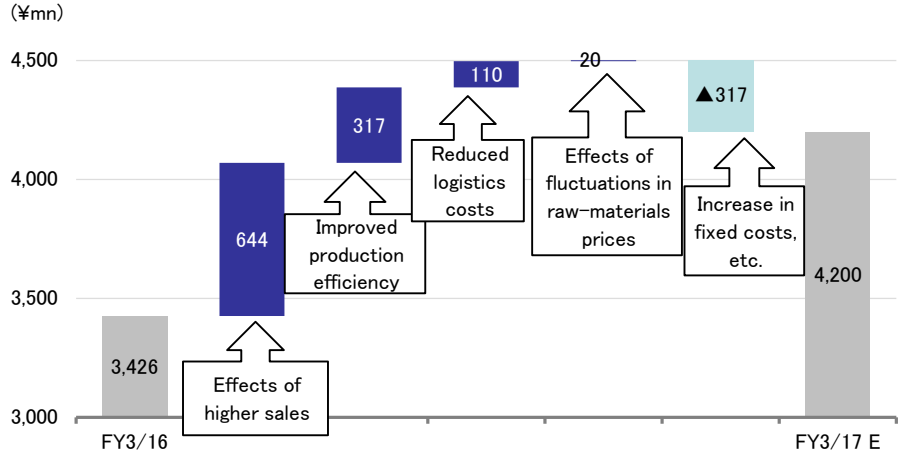 (¥mn)
4,500
4,000
3,500
3,000
3,426
644
317
110
20
▲317
4,200
Effects of
higher sales
Improved
production
efficiency
Reduced
logistics
costs
Effects of
fluctuations in
raw-materials
prices
Increase in
fixed costs,
etc.
FY3/16
FY3/17 E